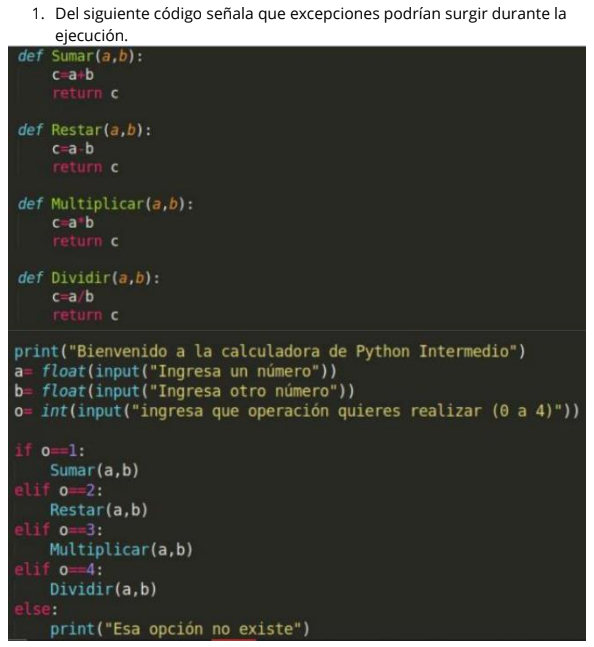 1. Del siguiente código señala que excepciones podrían surgir durante la
ejecución.
def Sumar(a,b):
    c=a+b
    return c
def Restar(a,b):
    c=a-b
    return c
def Multiplicar(a,b):
    c=a*b
    return c
def Dividir(a,b):
    c=a/b
    return c
print("Bienvenido a la calculadora de Python Intermedio")
a= float(input("Ingresa un número"))
b= float(input("Ingresa otro número"))
o= int(input("ingresa que operación quieres realizar (0 a 4)"))
if o==1:
    Sumar(a,b)
elif o==2:
    Restar(a,b)
elif o==3:
    Multiplicar(a,b)
elif o==4:
    Dividir(a,b)
else:
    print("Esa opción no existe")